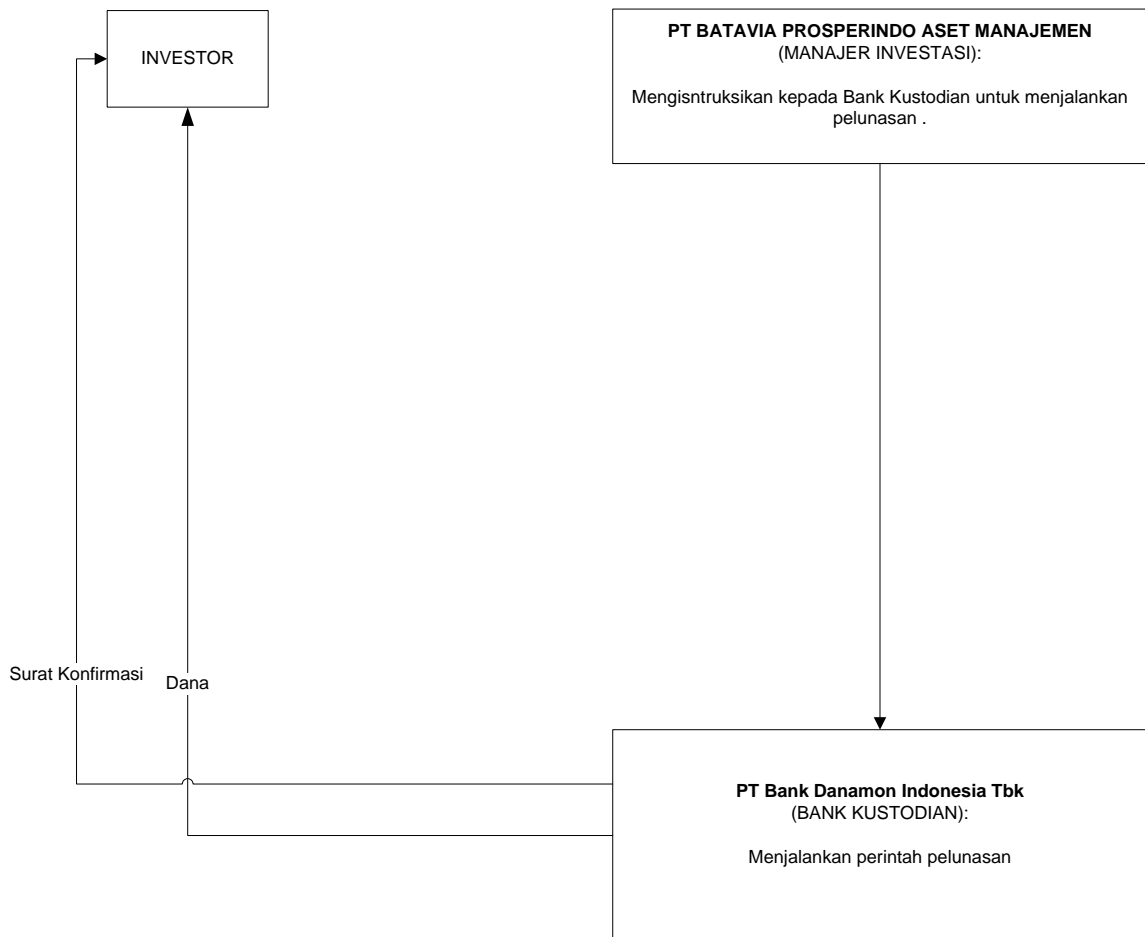 INVESTOR
PT BATAVIA PROSPERINDO ASET MANAJEMEN
(MANAJER INVESTASI):
Mengisntruksikan kepada Bank Kustodian untuk menjalankan
pelunasan .
Surat Konfirmasi
Dana
PT Bank Danamon Indonesia Tbk
(BANK KUSTODIAN):
Menjalankan perintah pelunasan